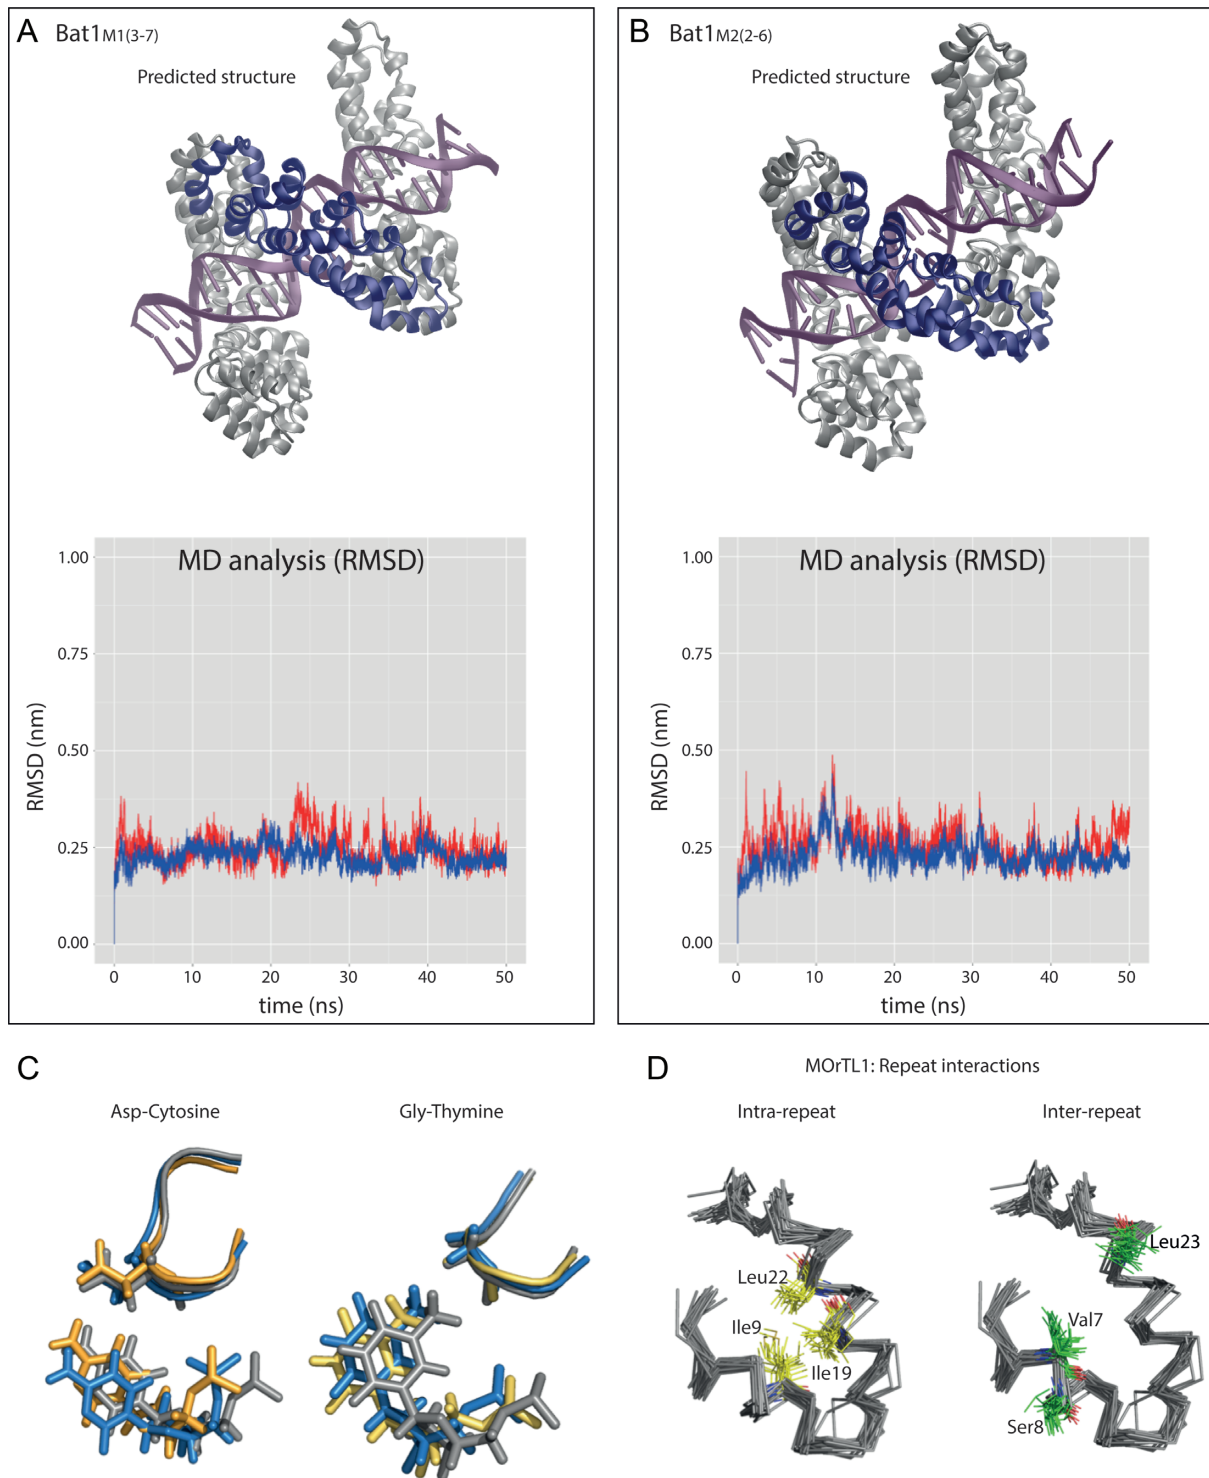 A Bat1M1(3-7)
Predicted structure
MD analysis (RMSD)
1.00
0.75
0.50
0.25
0.00
RMSD (nm)
0 10 20 30 40 50
time (ns)
B Bat1M2(2-6)
Predicted structure
MD analysis (RMSD)
1.00
0.75
0.50
0.25
0.00
RMSD (nm)
0 10 20 30 40 50
time (ns)
C
Asp-Cytosine
Gly-Thymine
D
MOrTL1: Repeat interactions
Intra-repeat
Leu22
Ile9
Ile19
Inter-repeat
Leu23
Val7
Ser8